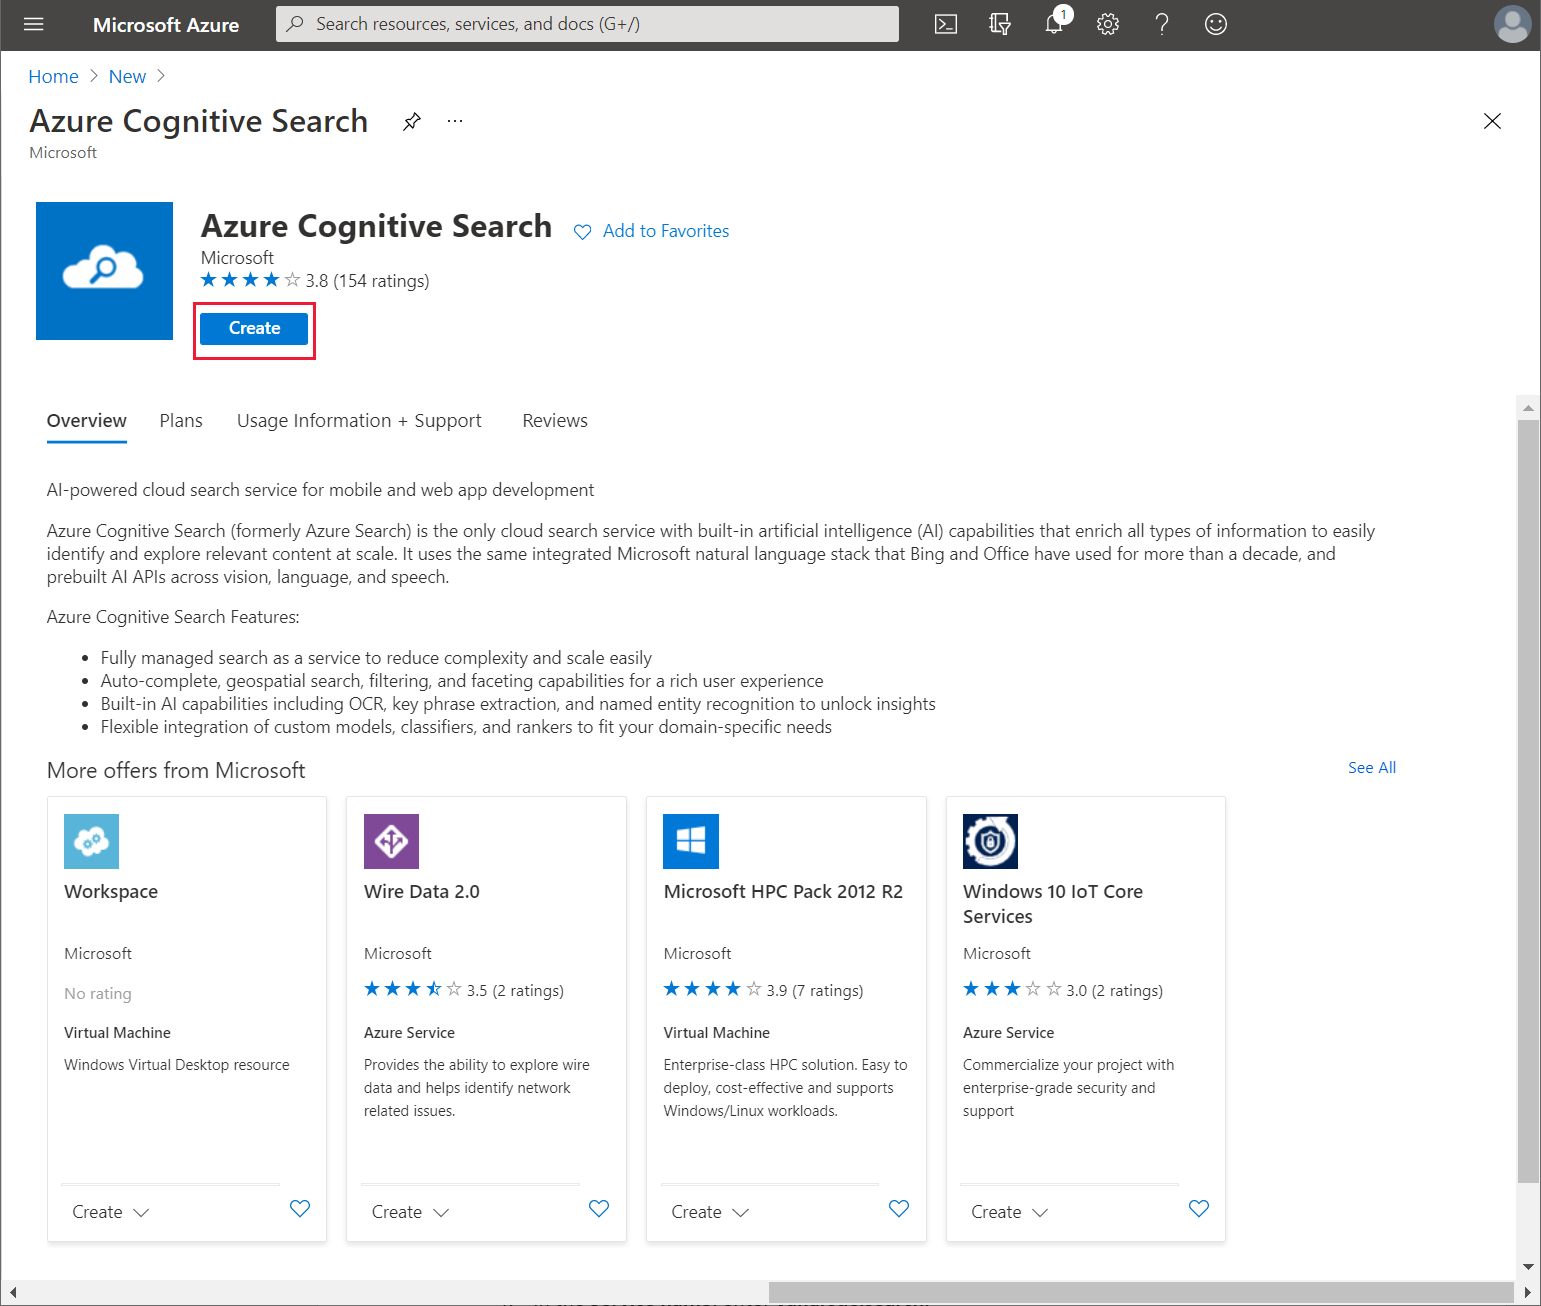 Microsoft Azure
Search resources, services, and docs (G+/)
1
Home > New >
Azure Cognitive Search
...
Microsoft
Azure Cognitive Search
Add to Favorites
Microsoft
3.8 (154 ratings)
Create
Overview Plans Usage Information + Support Reviews
AI-powered cloud search service for mobile and web app development
Azure Cognitive Search (formerly Azure Search) is the only cloud search service with built-in artificial intelligence (AI) capabilities that enrich all types of information to easily
identify and explore relevant content at scale. It uses the same integrated Microsoft natural language stack that Bing and Office have used for more than a decade, and
prebuilt AI APIs across vision, language, and speech.
Azure Cognitive Search Features:
• Fully managed search as a service to reduce complexity and scale easily
• Auto-complete, geospatial search, filtering, and faceting capabilities for a rich user experience
• Built-in AI capabilities including OCR, key phrase extraction, and named entity recognition to unlock insights
• Flexible integration of custom models, classifiers, and rankers to fit your domain-specific needs
More offers from Microsoft
See All
Workspace
Microsoft
No rating
Virtual Machine
Windows Virtual Desktop resource
Create
Wire Data 2.0
Microsoft
3.5 (2 ratings)
Azure Service
Provides the ability to explore wire
data and helps identify network
related issues.
Create
Microsoft HPC Pack 2012 R2
Microsoft
3.9 (7 ratings)
Virtual Machine
Enterprise-class HPC solution. Easy to
deploy, cost-effective and supports
Windows/Linux workloads.
Create
Windows 10 IoT Core
Services
Microsoft
3.0 (2 ratings)
Azure Service
Commercialize your project with
enterprise-grade security and
support
Create